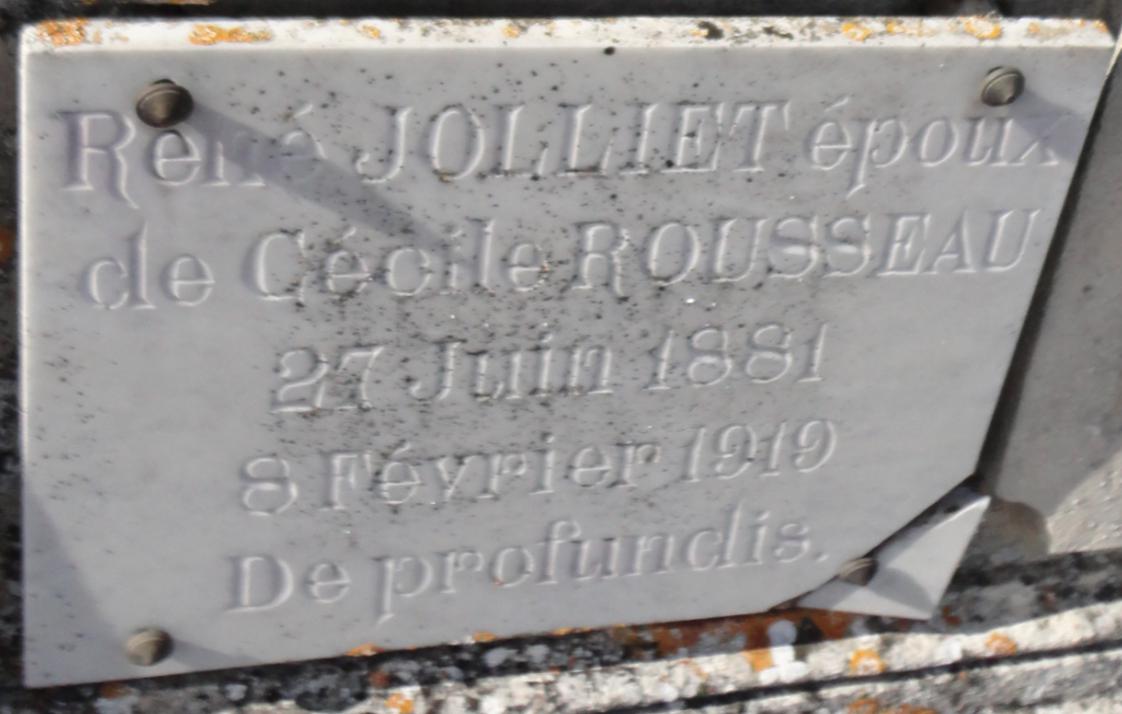 René JOLLIET époux
de Cécile ROUSSEAU
27 Juin 1881
8 Février 1919
De profundis.